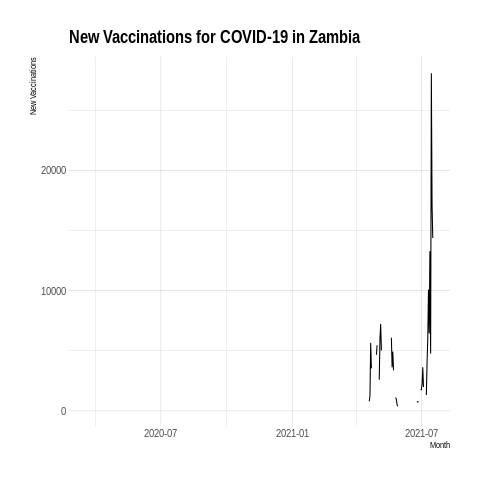 New Vaccinations for COVID-19 in Zambia
New Vaccinations
20000
10000
0
2020-07 2021-01 2021-07
Month